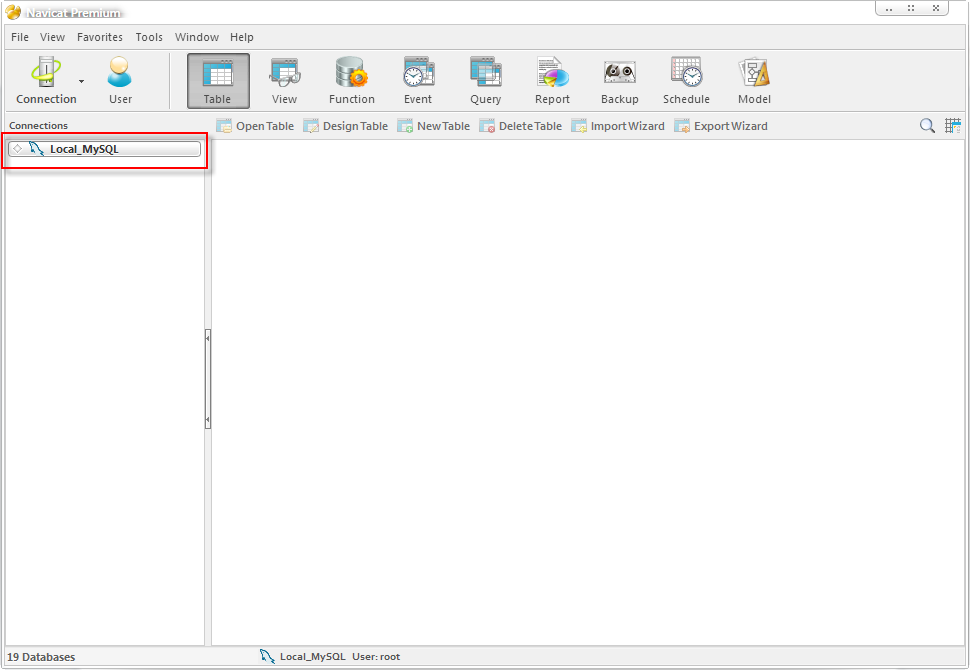 Navicat Premium
File View Favorites Tools Window Help
Connection User Table View Function Event Query Report Backup Schedule Model
Connections Open Table Design Table New Table Delete Table Import Wizard Export Wizard
Local_MySQL
19 Databases Local_MySQL User: root